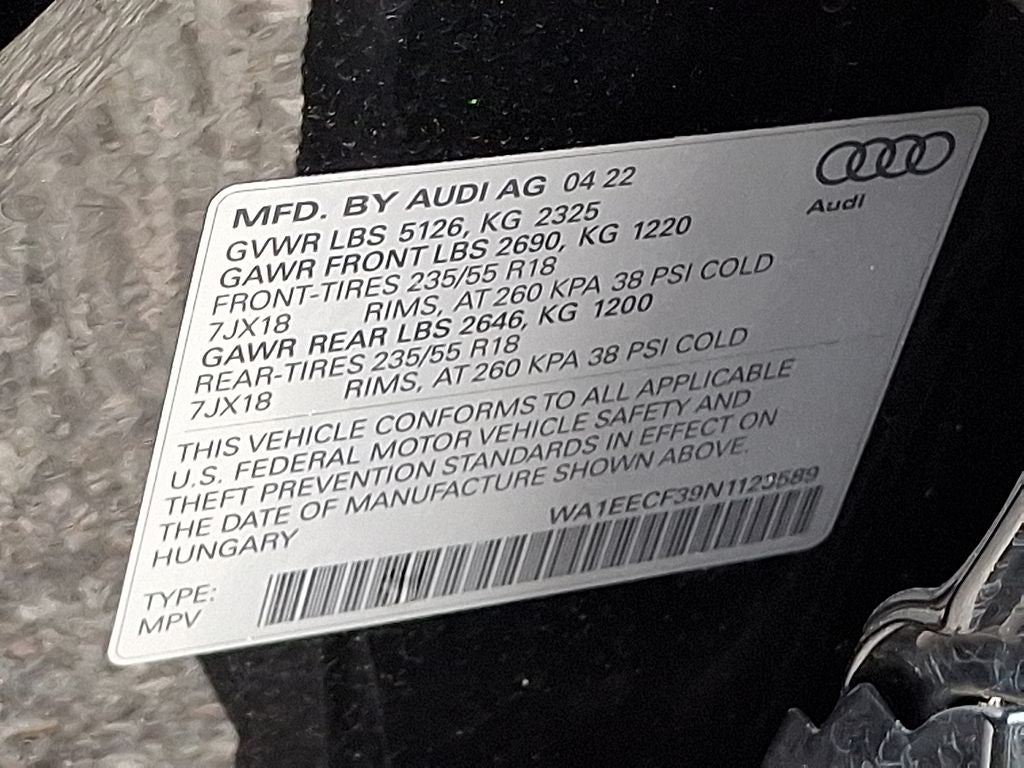 MFD. BY AUDI AG 04 22
GVWR LBS 5126, KG 2325
GAWR FRONT LBS 2690, KG 1220
FRONT-TIRES 235/55 R18
7JX18 RIMS, AT 260 KPA 38 PSI COLD
GAWR REAR LBS 2646, KG 1200
REAR-TIRES 235/55 R18
7JX18 RIMS, AT 260 KPA 38 PSI COLD
Audi
THIS VEHICLE CONFORMS TO ALL APPLICABLE
U.S. FEDERAL MOTOR VEHICLE SAFETY AND
THEFT PREVENTION STANDARDS IN EFFECT ON
THE DATE OF MANUFACTURE SHOWN ABOVE.
HUNGARY WA1EECF39N1123589
TYPE:
MPV